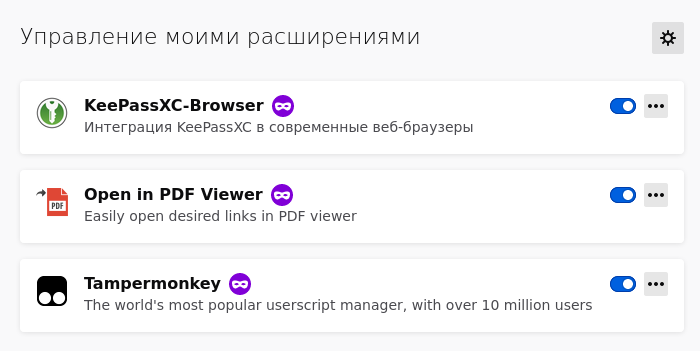 Управление моими расширениями
KeePassXC-Browser
Интеграция KeePassXC в современные веб-браузеры
PDF
Open in PDF Viewer
Easily open desired links in PDF viewer
Tampermonkey
The world's most popular userscript manager, with over 10 million users